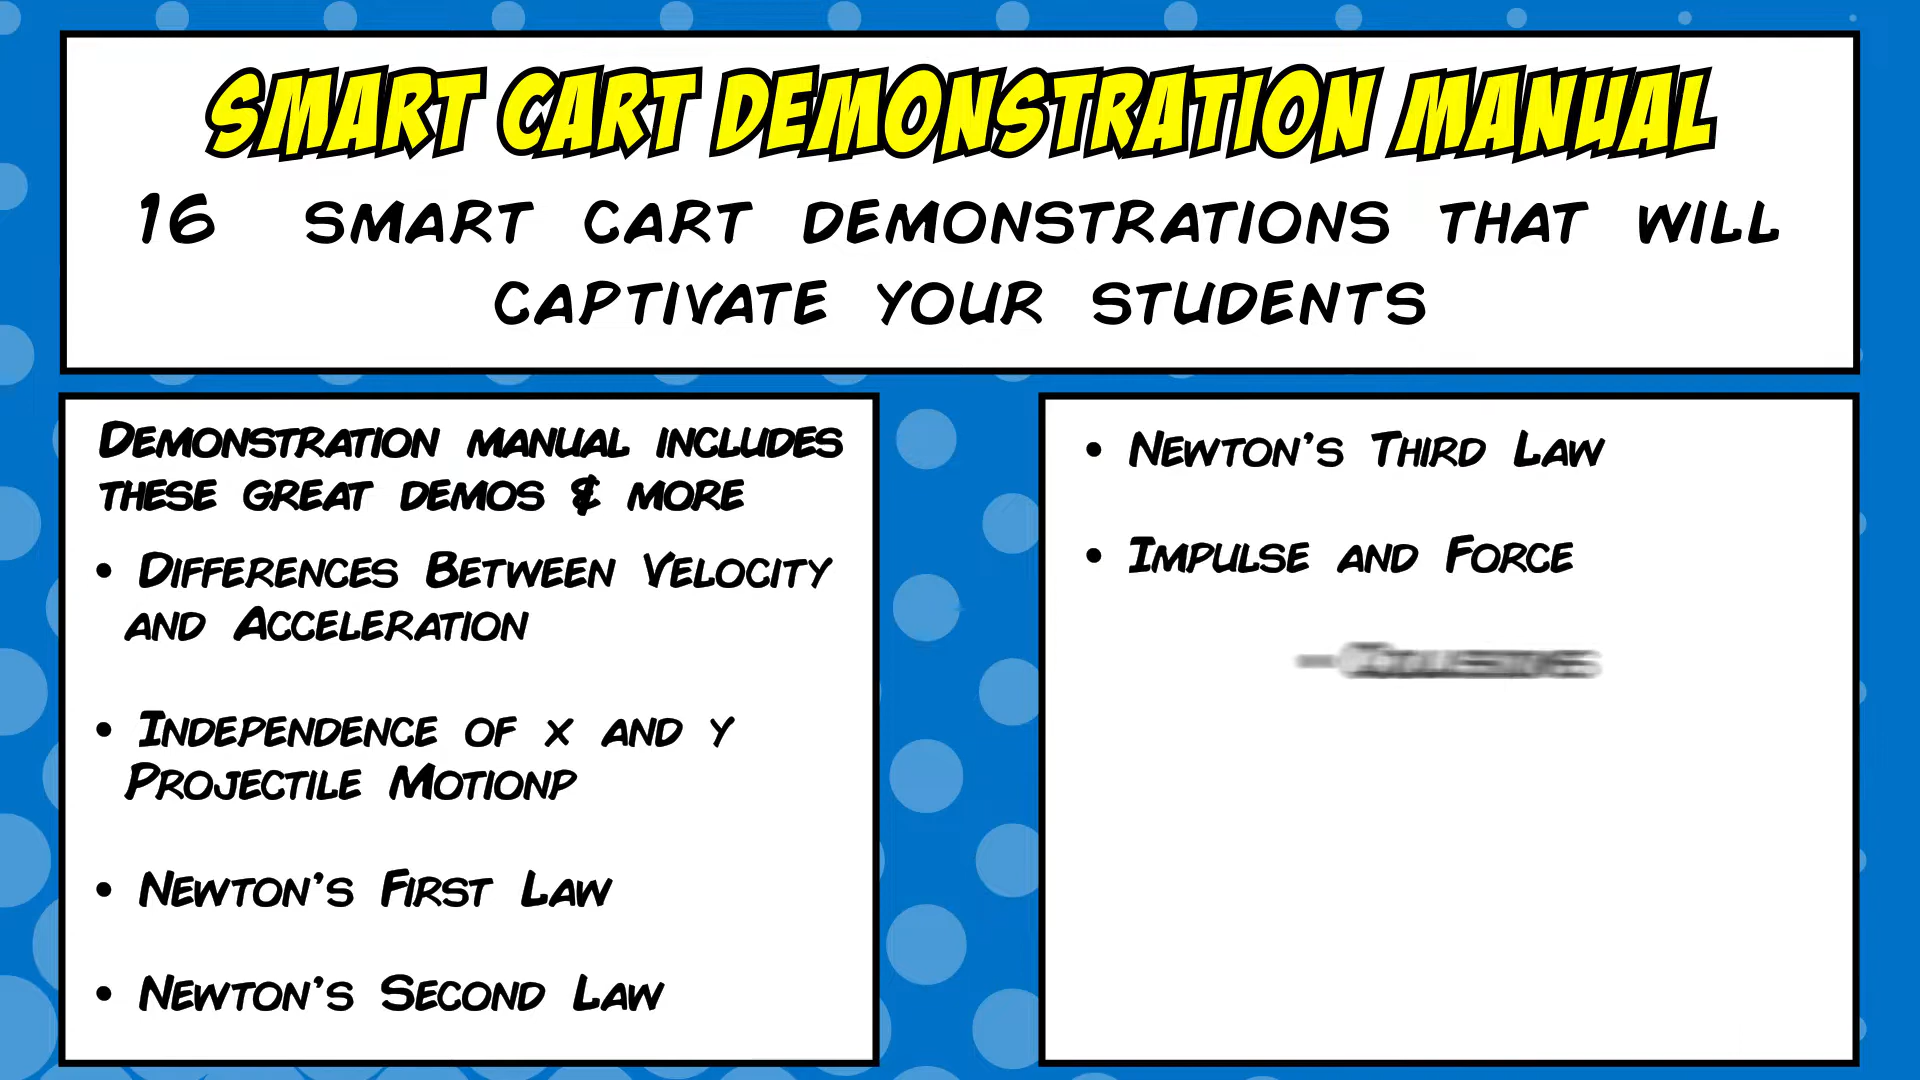 SMART CART DEMONSTRATION MANUAL
16 SMART CART DEMONSTRATIONS THAT WILL
CAPTIVATE YOUR STUDENTS
DEMONSTRATION MANUAL INCLUDES
THESE GREAT DEMOS & MORE
• DIFFERENCES BETWEEN VELOCITY
AND ACCELERATION
• INDEPENDENCE OF X AND Y
PROJECTILE MOTIONP
• NEWTON'S FIRST LAW
• NEWTON'S SECOND LAW
• NEWTON'S THIRD LAW
• IMPULSE AND FORCE